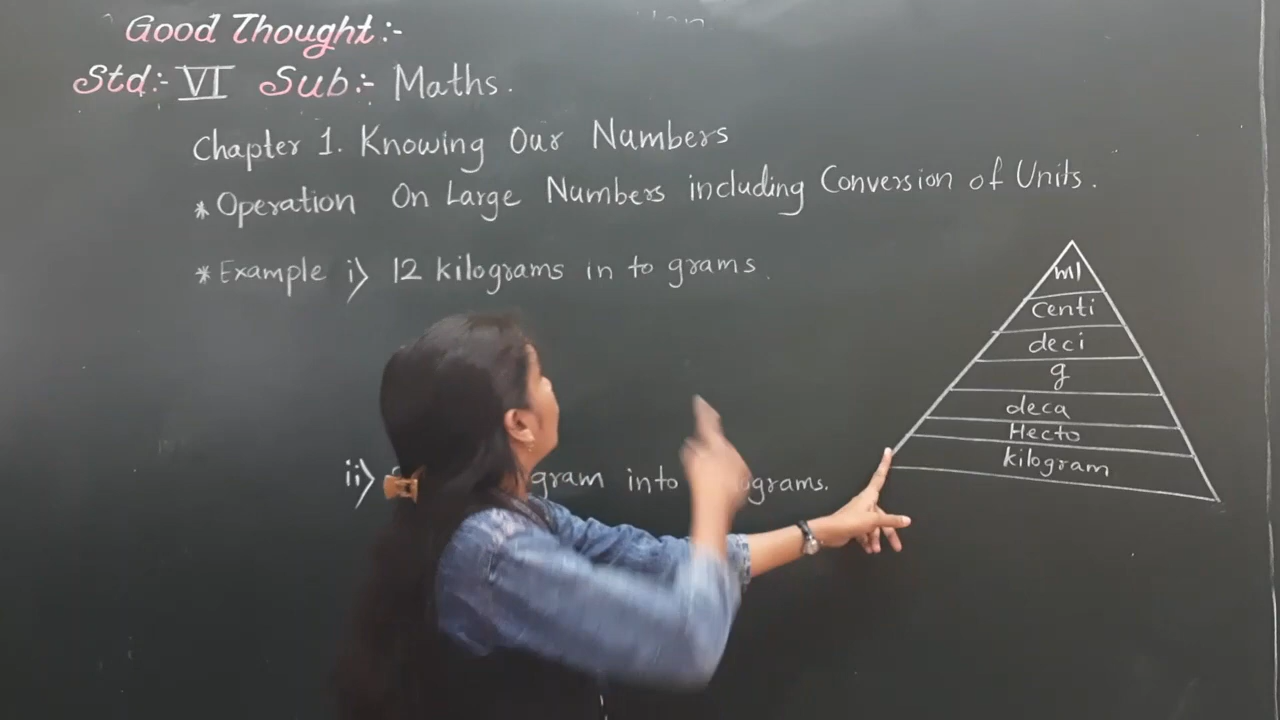 Good Thought :-
Std:- VI Sub:- Maths.
Chapter 1. Knowing Our Numbers
* Operation On Large Numbers including Conversion of Units.
* Example i) 12 kilograms in to grams.
ii) gram into
ml
centi
deci
g
deca
Hecto
kilogram